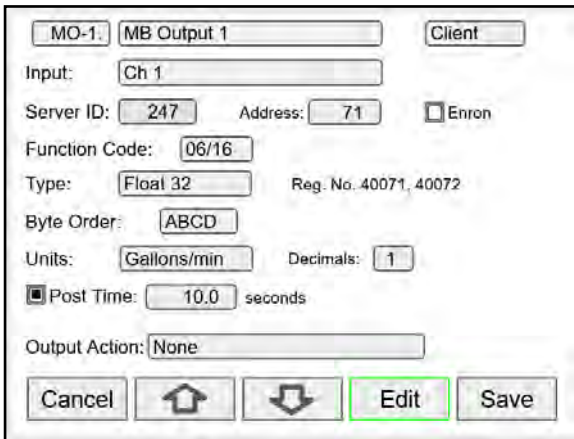 MO-1. MB Output 1 Client
Input: Ch 1
Server ID: 247 Address: 71 Enron
Function Code: 06/16
Type: Float 32 Reg. No. 40071, 40072
Byte Order: ABCD
Units: Gallons/min Decimals: 1
Post Time: 10.0 seconds
Output Action: None
Cancel Edit Save